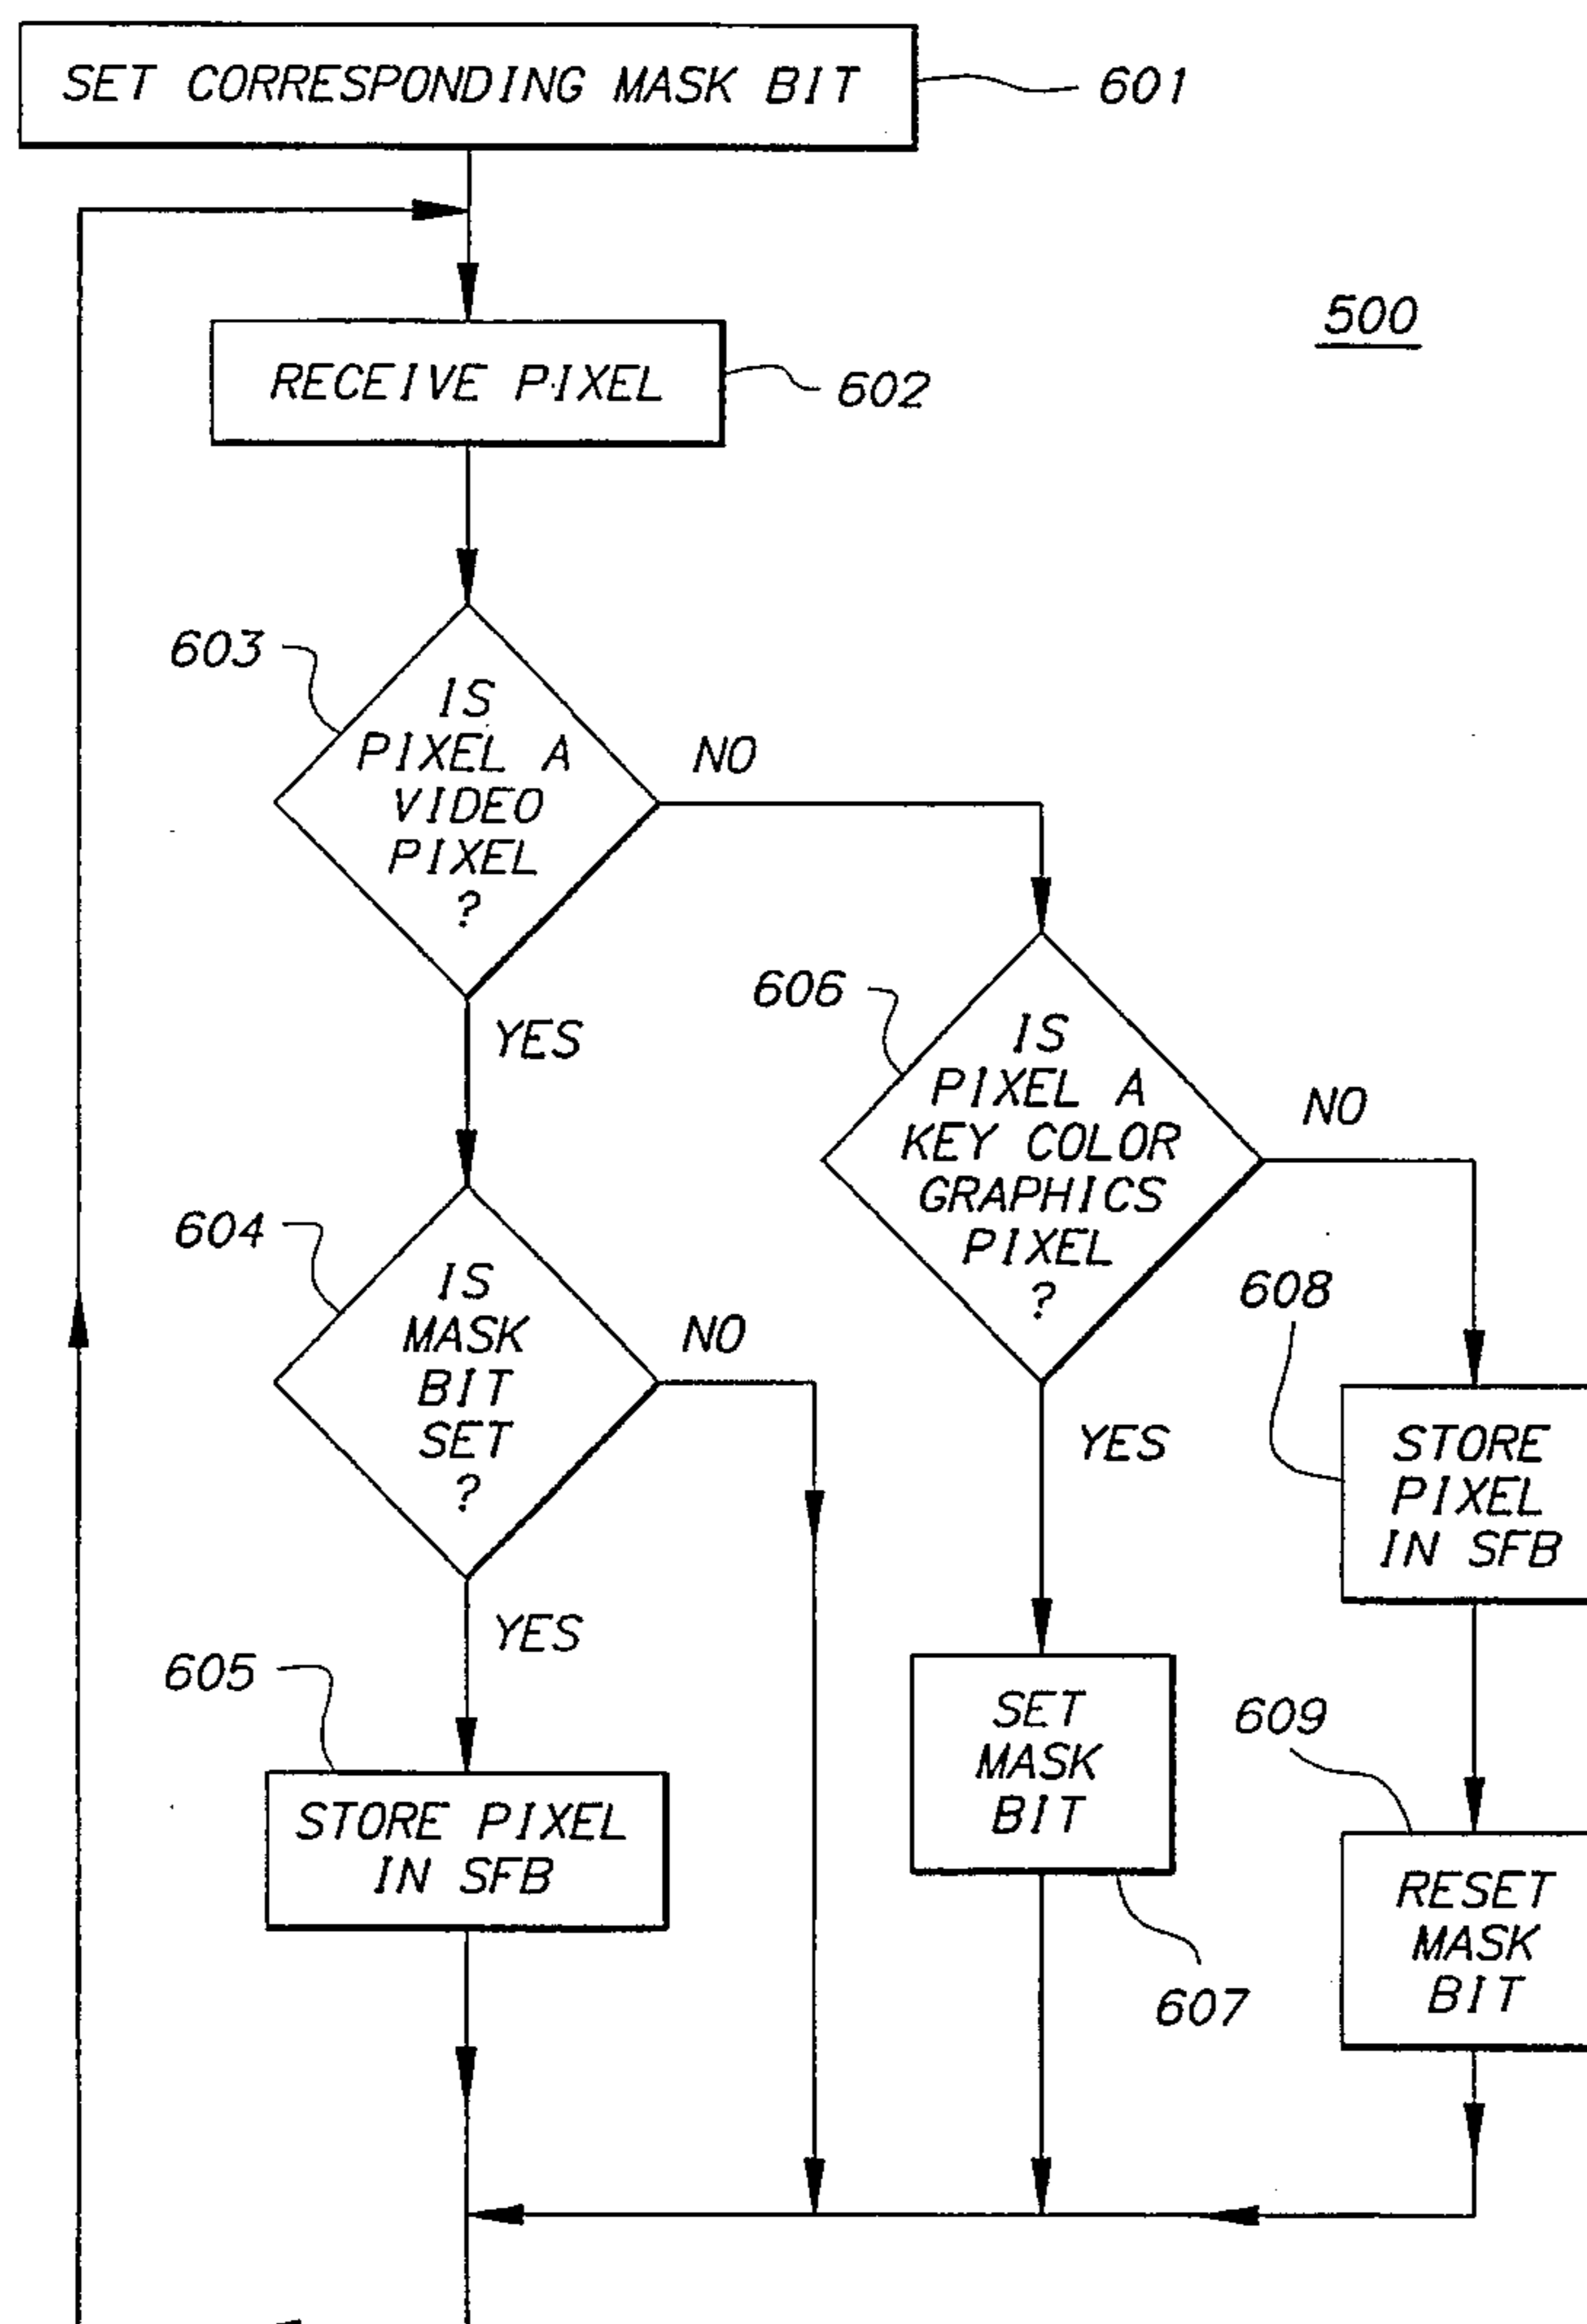 SET CORRESPONDING MASK BIT
601
500
RECEIVE PIXEL
602
603
IS
PIXEL A
VIDEO
PIXEL
?
NO
YES
606
IS
PIXEL A
KEY COLOR
GRAPHICS
PIXEL
?
NO
YES
604
IS
MASK
BIT
SET
?
NO
YES
608
STORE
PIXEL
IN SFB
605
STORE PIXEL
IN SFB
SET
MASK
BIT
607
609
RESET
MASK
BIT